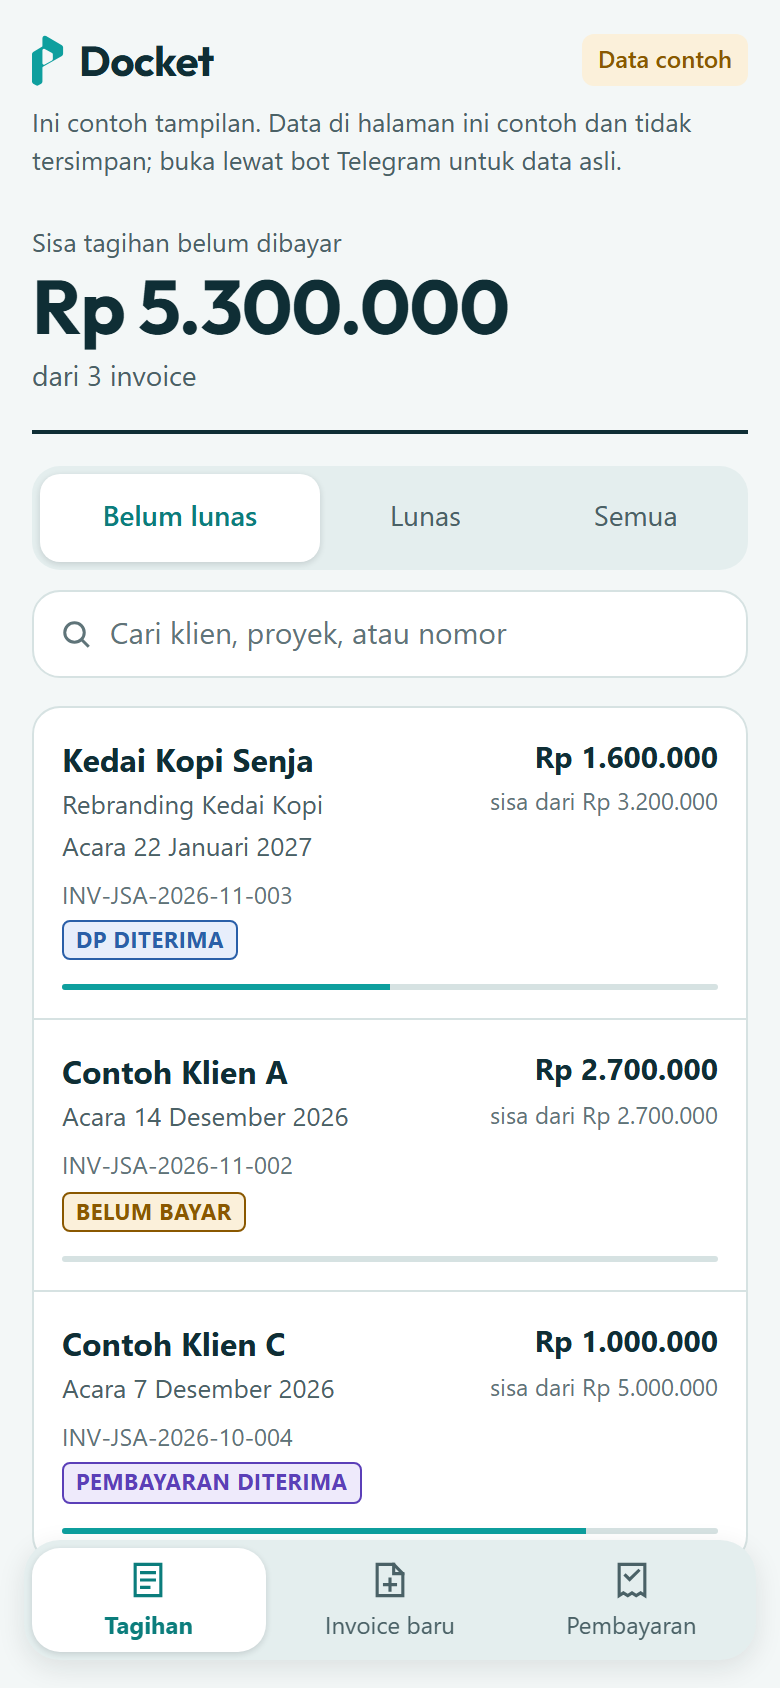 Docket
Data contoh
Ini contoh tampilan. Data di halaman ini contoh dan tidak
tersimpan; buka lewat bot Telegram untuk data asli.
Sisa tagihan belum dibayar
Rp 5.300.000
dari 3 invoice
Belum lunas
Lunas
Semua
Cari klien, proyek, atau nomor
Kedai Kopi Senja
Rp 1.600.000
Rebranding Kedai Kopi
sisa dari Rp 3.200.000
Acara 22 Januari 2027
INV-JSA-2026-11-003
DP DITERIMA
Contoh Klien A
Rp 2.700.000
Acara 14 Desember 2026
sisa dari Rp 2.700.000
INV-JSA-2026-11-002
BELUM BAYAR
Contoh Klien C
Rp 1.000.000
Acara 7 Desember 2026
sisa dari Rp 5.000.000
INV-JSA-2026-10-004
PEMBAYARAN DITERIMA
Tagihan
Invoice baru
Pembayaran